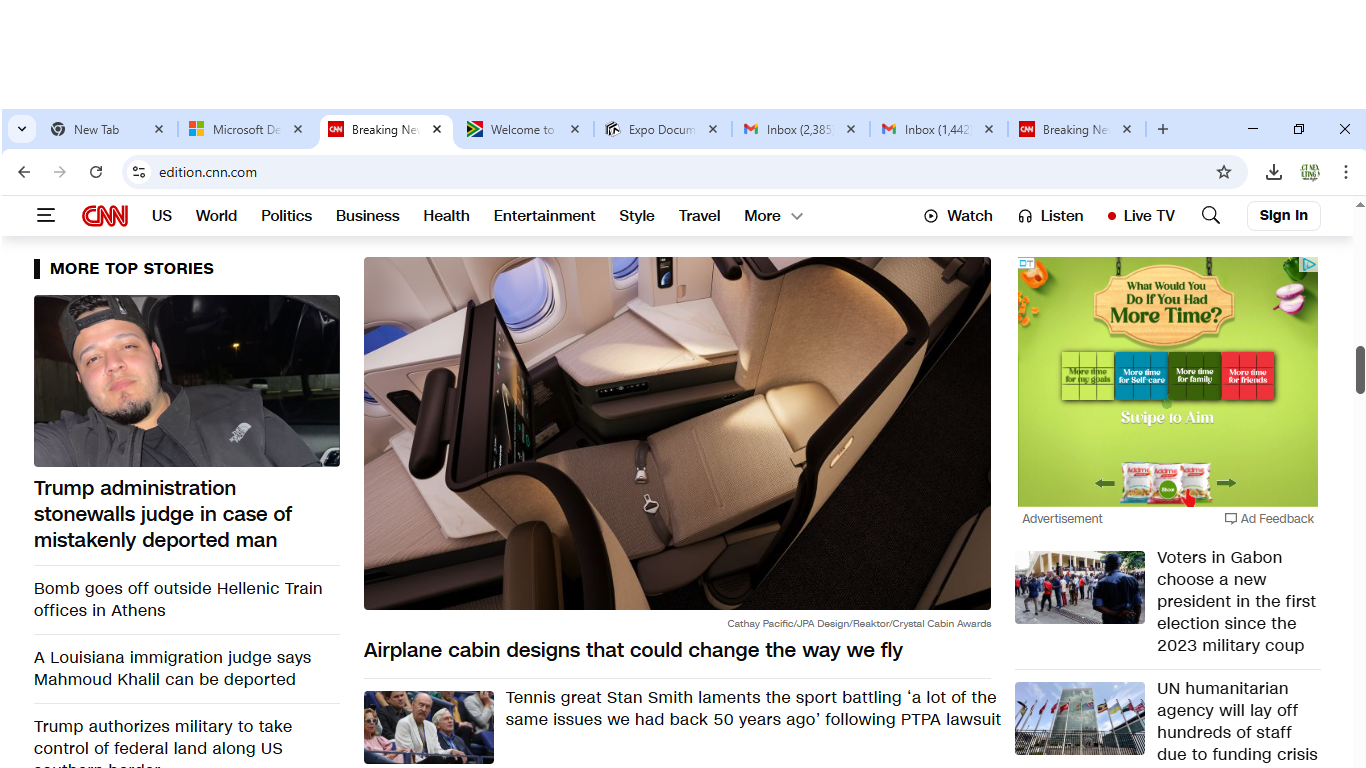 New Tab
Microsoft De
Breaking Ne
Welcome to
Expo Docum
Inbox (2,385
Inbox (1,442
Breaking Ne
edition.cnn.com
CNN
US
World
Politics
Business
Health
Entertainment
Style
Travel
More
Watch
Listen
Live TV
Sign In
MORE TOP STORIES
Trump administration
stonewalls judge in case of
mistakenly deported man
Bomb goes off outside Hellenic Train
offices in Athens
A Louisiana immigration judge says
Mahmoud Khalil can be deported
Trump authorizes military to take
control of federal land along US
southern border
Cathay Pacific/JPA Design/Reaktor/Crystal Cabin Awards
Airplane cabin designs that could change the way we fly
Tennis great Stan Smith laments the sport battling ‘a lot of the
same issues we had back 50 years ago’ following PTPA lawsuit
What Would You
Do If You Had
More Time?
More time
for my goals
More time
for Self-care
More time
for family
More time
for friends
Swipe to Aim
Advertisement
Ad Feedback
Voters in Gabon
choose a new
president in the first
election since the
2023 military coup
UN humanitarian
agency will lay off
hundreds of staff
due to funding crisis